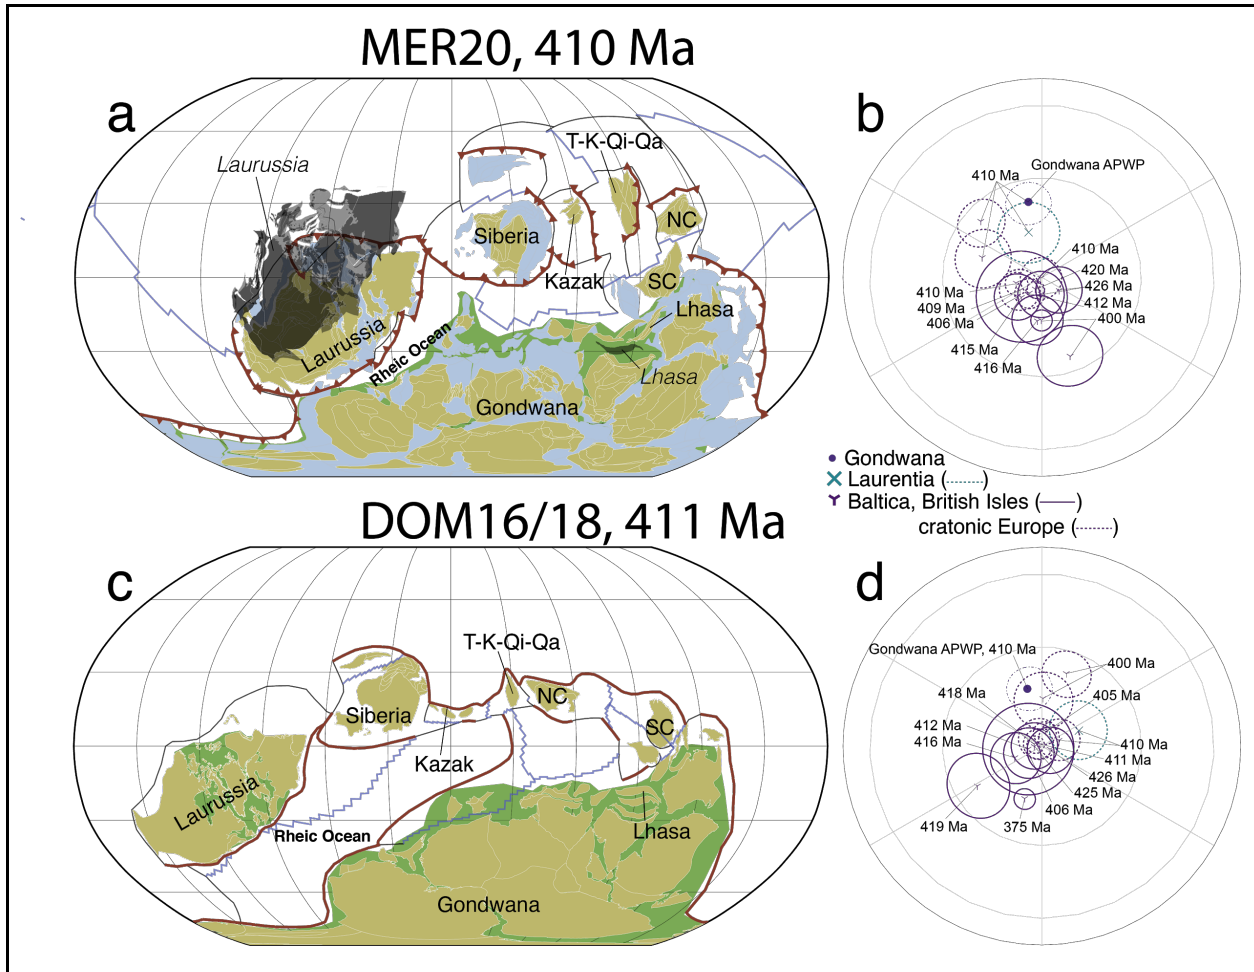 MER20, 410 Ma
a
Laurussia
T-K-Qi-Qa
NC
Siberia
Kazak
SC
Lhasa
Laurussia
Rheic Ocean
Lhasa
Gondwana
b
Gondwana APWP
410 Ma
410 Ma
420 Ma
426 Ma
412 Ma
400 Ma
410 Ma
409 Ma
406 Ma
415 Ma
416 Ma
Gondwana
Laurentia (------)
Baltica, British Isles (——)
cratonic Europe (------)
DOM16/18, 411 Ma
c
T-K-Qi-Qa
NC
Siberia
SC
Kazak
Laurussia
Rheic Ocean
Lhasa
Gondwana
d
Gondwana APWP, 410 Ma
400 Ma
418 Ma
405 Ma
412 Ma
416 Ma
410 Ma
411 Ma
426 Ma
425 Ma
406 Ma
419 Ma
375 Ma